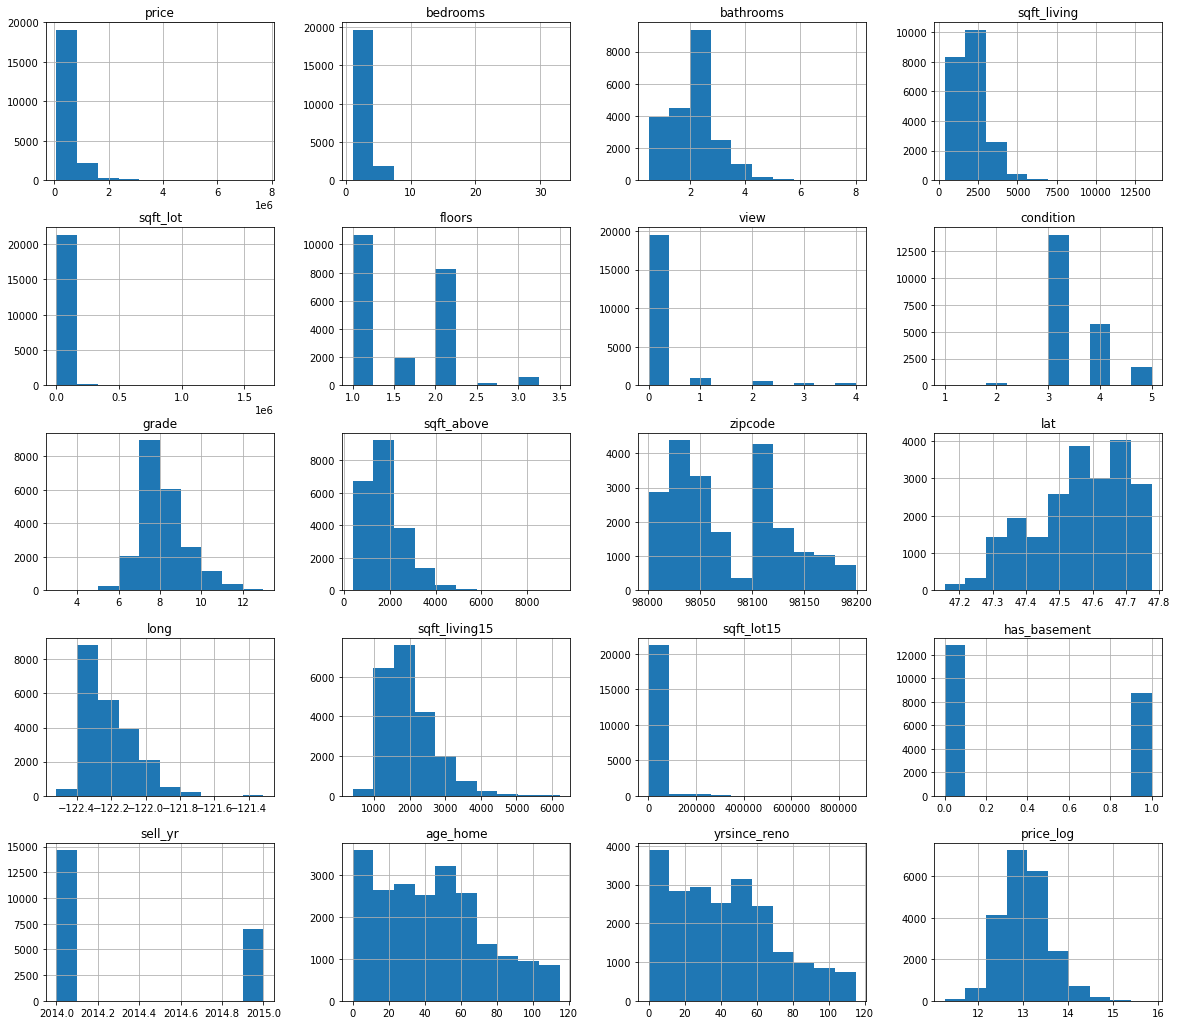 price
20000
15000
10000
5000
0
0 2 4 6 8
1e6
bedrooms
20000
15000
10000
5000
0
0 10 20 30
bathrooms
8000
6000
4000
2000
0
2 4 6 8
sqft_living
10000
8000
6000
4000
2000
0
0 2500 5000 7500 10000 12500
sqft_lot
20000
15000
10000
5000
0
0.0 0.5 1.0 1.5
1e6
floors
10000
8000
6000
4000
2000
0
1.0 1.5 2.0 2.5 3.0 3.5
view
20000
15000
10000
5000
0
0 1 2 3 4
condition
12500
10000
7500
5000
2500
0
1 2 3 4 5
grade
8000
6000
4000
2000
0
4 6 8 10 12
sqft_above
8000
6000
4000
2000
0
0 2000 4000 6000 8000
zipcode
4000
3000
2000
1000
0
98000 98050 98100 98150 98200
lat
4000
3000
2000
1000
0
47.2 47.3 47.4 47.5 47.6 47.7 47.8
long
8000
6000
4000
2000
0
−122.4 −122.2 −122.0 −121.8 −121.6 −121.4
sqft_living15
6000
4000
2000
0
1000 2000 3000 4000 5000 6000
sqft_lot15
20000
15000
10000
5000
0
0 200000 400000 600000 800000
has_basement
12000
10000
8000
6000
4000
2000
0
0.0 0.2 0.4 0.6 0.8 1.0
sell_yr
15000
12500
10000
7500
5000
2500
0
2014.0 2014.2 2014.4 2014.6 2014.8 2015.0
age_home
3000
2000
1000
0
0 20 40 60 80 100 120
yrsince_reno
4000
3000
2000
1000
0
0 20 40 60 80 100 120
price_log
6000
4000
2000
0
12 13 14 15 16